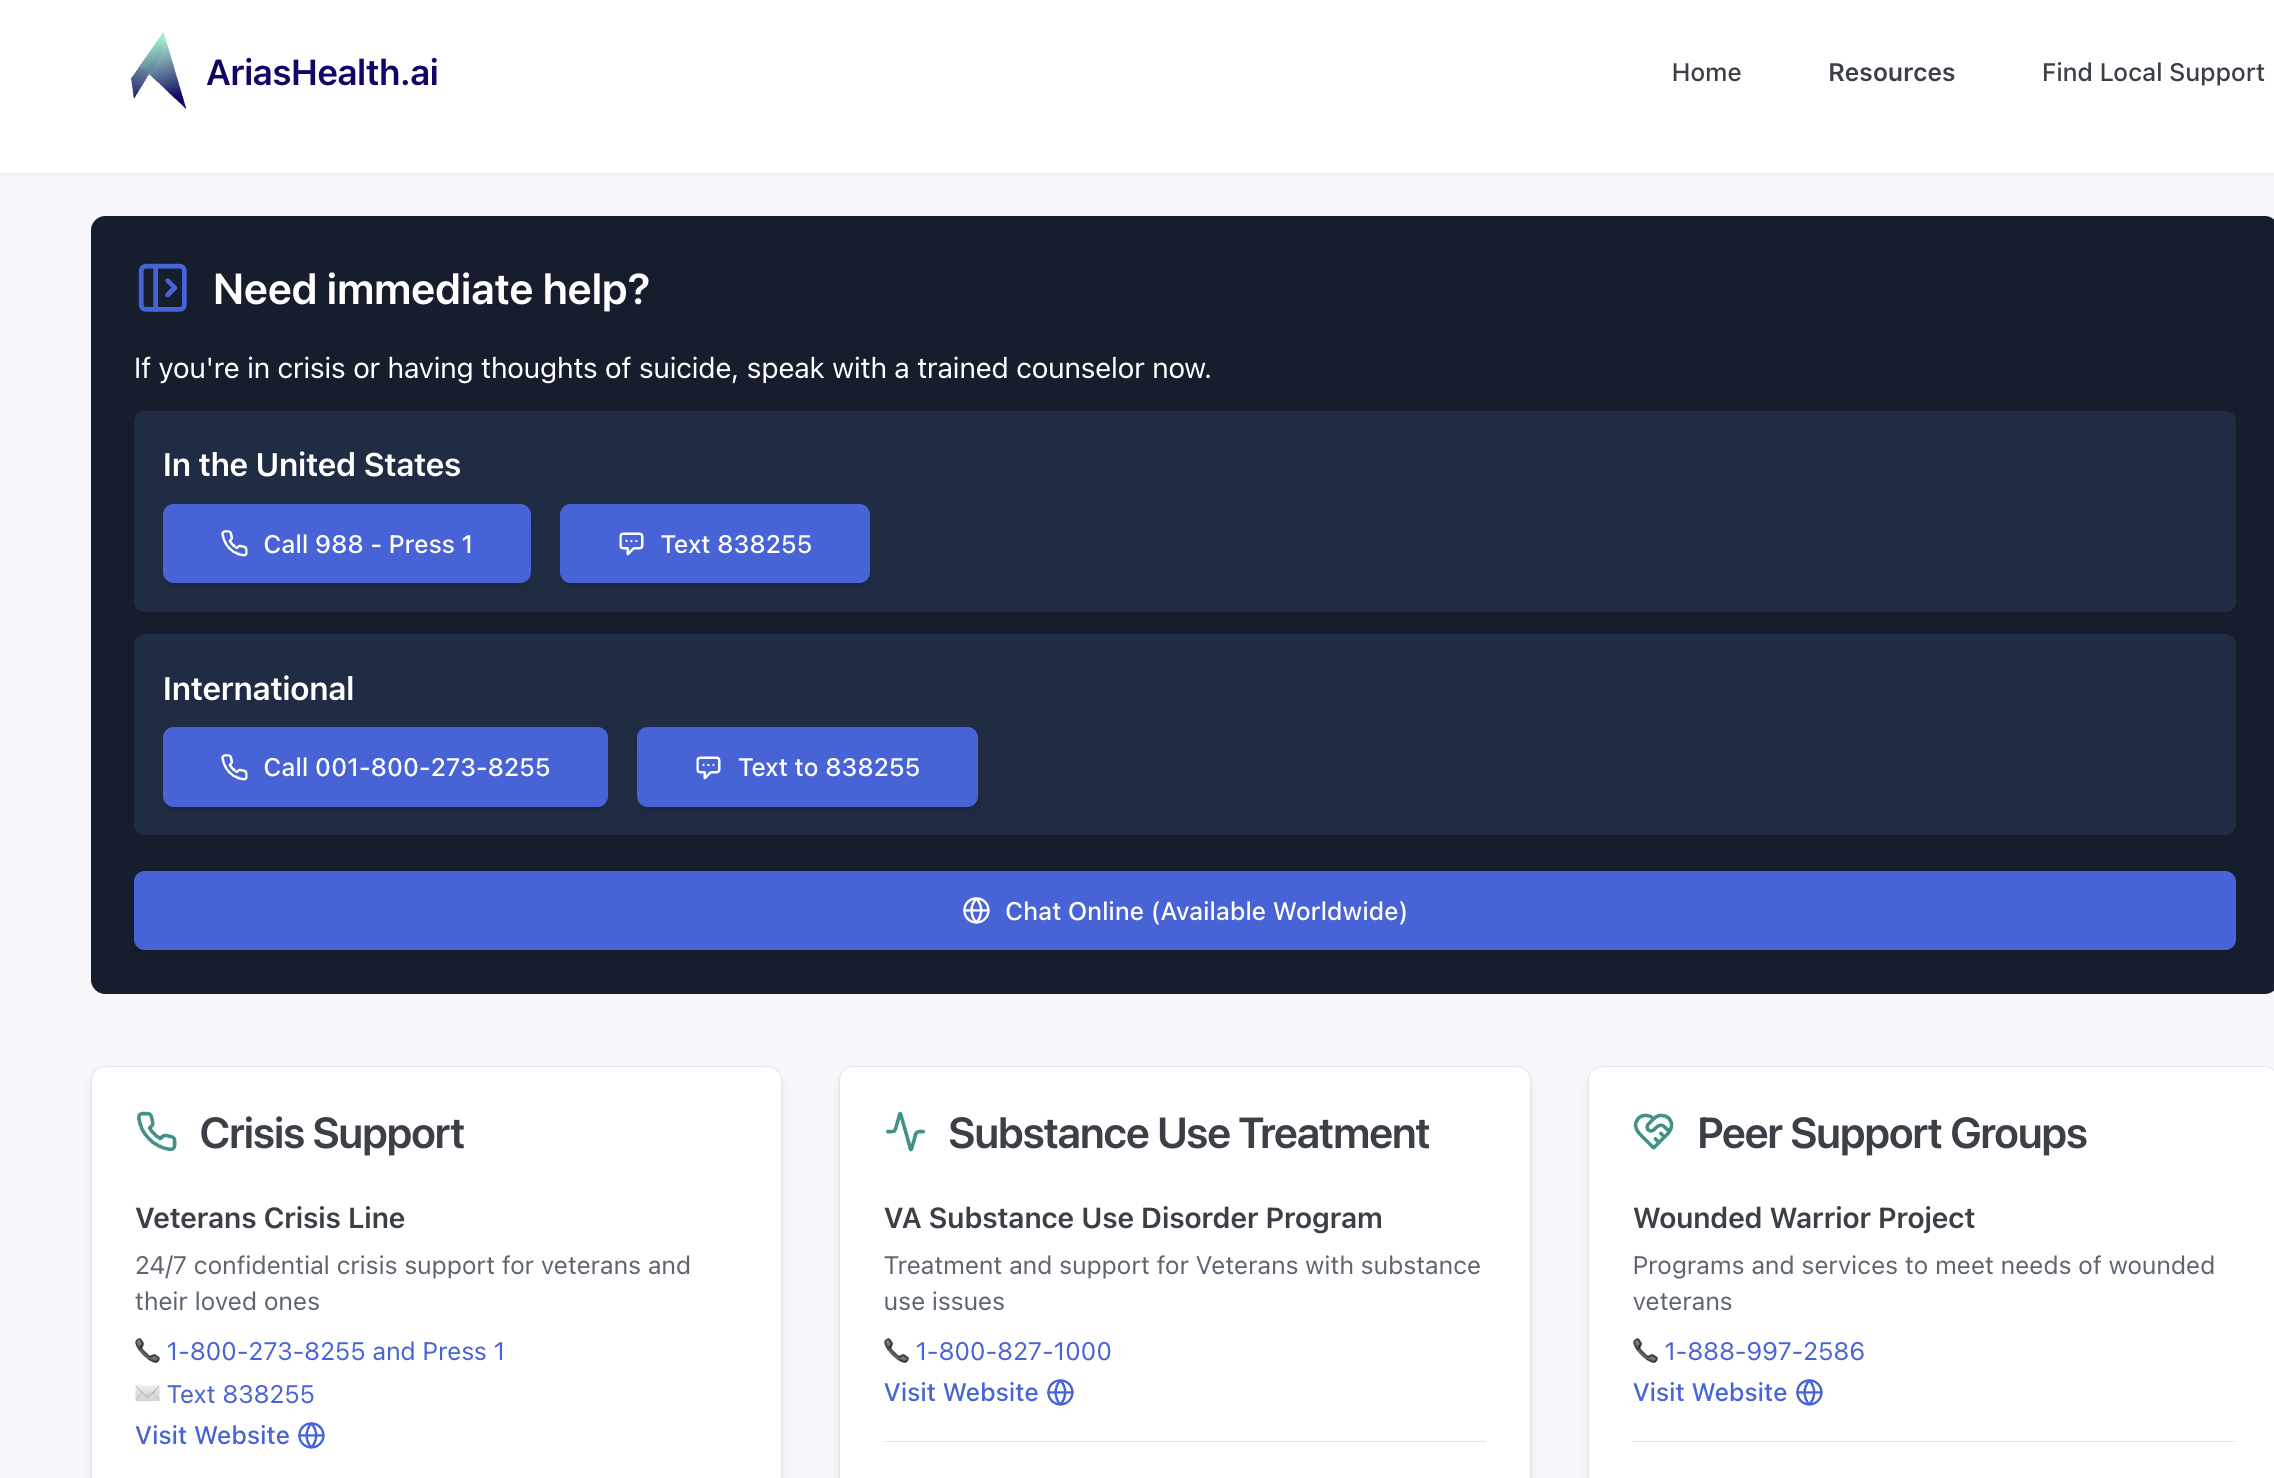 AriasHealth.ai
Home
Resources
Find Local Support
Need immediate help?
If you're in crisis or having thoughts of suicide, speak with a trained counselor now.
In the United States
Call 988 - Press 1
Text 838255
International
Call 001-800-273-8255
Text to 838255
Chat Online (Available Worldwide)
Crisis Support
Veterans Crisis Line
24/7 confidential crisis support for veterans and
their loved ones
1-800-273-8255 and Press 1
Text 838255
Visit Website
Substance Use Treatment
VA Substance Use Disorder Program
Treatment and support for Veterans with substance
use issues
1-800-827-1000
Visit Website
Peer Support Groups
Wounded Warrior Project
Programs and services to meet needs of wounded
veterans
1-888-997-2586
Visit Website